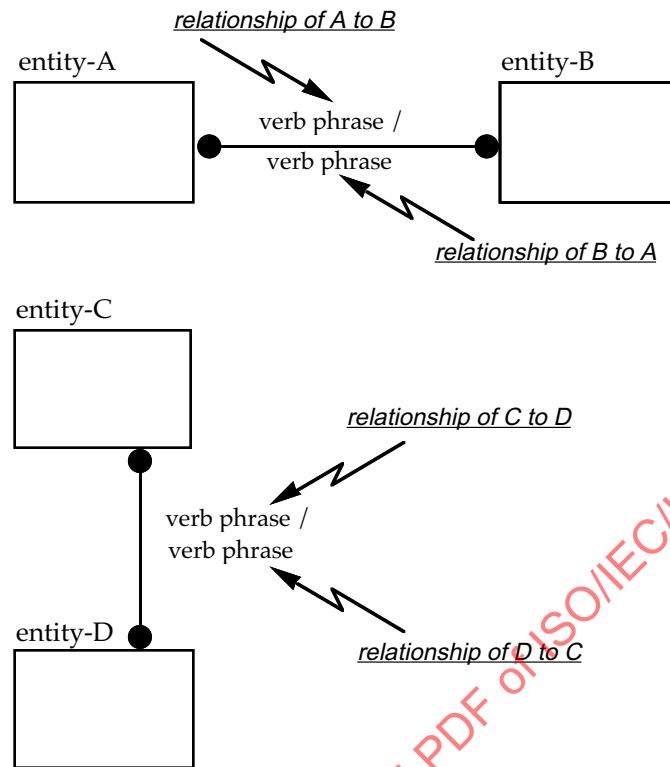 relationship of A to B
entity-A
entity-B
verb phrase /
verb phrase
relationship of B to A
entity-C
relationship of C to D
verb phrase /
verb phrase
entity-D
relationship of D to C
PDF of ISO/IEC/